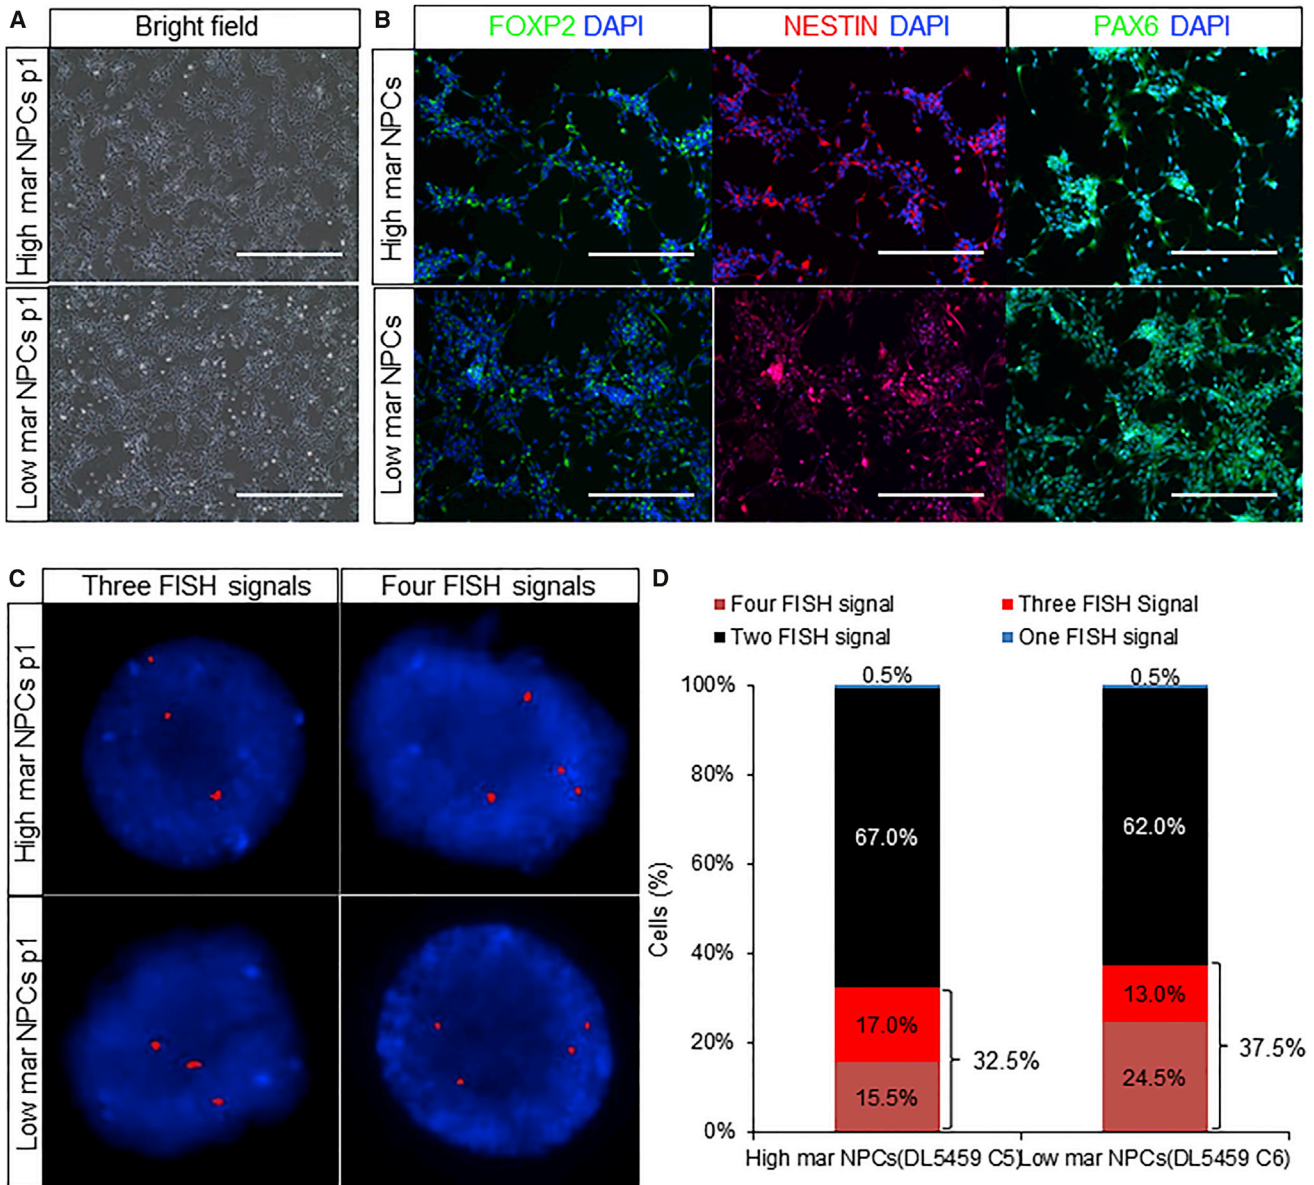 A
Bright field
High mar NPCs p1
Low mar NPCs p1
B
FOXP2 DAPI
NESTIN DAPI
PAX6 DAPI
High mar NPCs
Low mar NPCs
C
Three FISH signals
Four FISH signals
High mar NPCs p1
Low mar NPCs p1
D
Four FISH signal
Three FISH Signal
Two FISH signal
One FISH signal
Cells (%)
100%
80%
60%
40%
20%
0%
0.5%
67.0%
17.0%
15.5%
32.5%
0.5%
62.0%
13.0%
24.5%
37.5%
High mar NPCs(DL5459 C5)
Low mar NPCs(DL5459 C6)